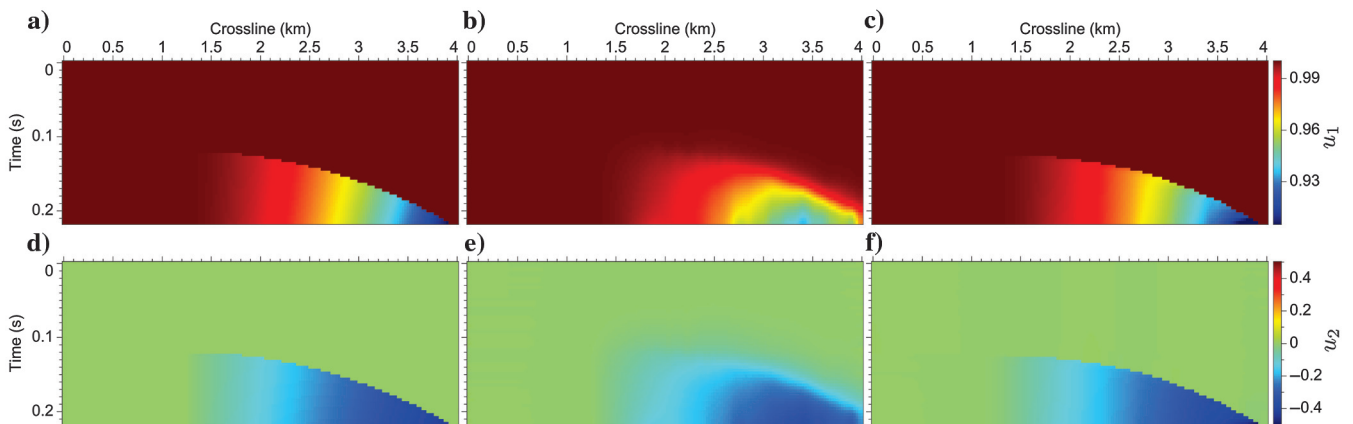 a) b) c)
Crossline (km) Crossline (km) Crossline (km)
0 0.5 1 1.5 2 2.5 3 3.5 4 0 0.5 1 1.5 2 2.5 3 3.5 4 0 0.5 1 1.5 2 2.5 3 3.5 4
Time (s)
0
0.1
0.2
0.99
0.96
0.93
u1
d) e) f)
Time (s)
0
0.1
0.2
0.4
0.2
0
−0.2
−0.4
u2